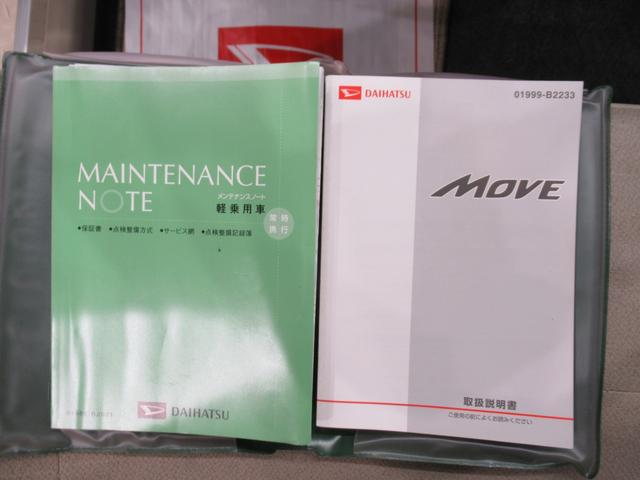 MAINTENANCE
NOTE
メンテナンスノート
軽乗用車
常時
携行
•保証書 •点検整備方式 •サービス網 •点検整備記録簿
DAIHATSU
DAIHATSU
01999-B2233
MOVE
取扱説明書
ご使用の前によくお読みください